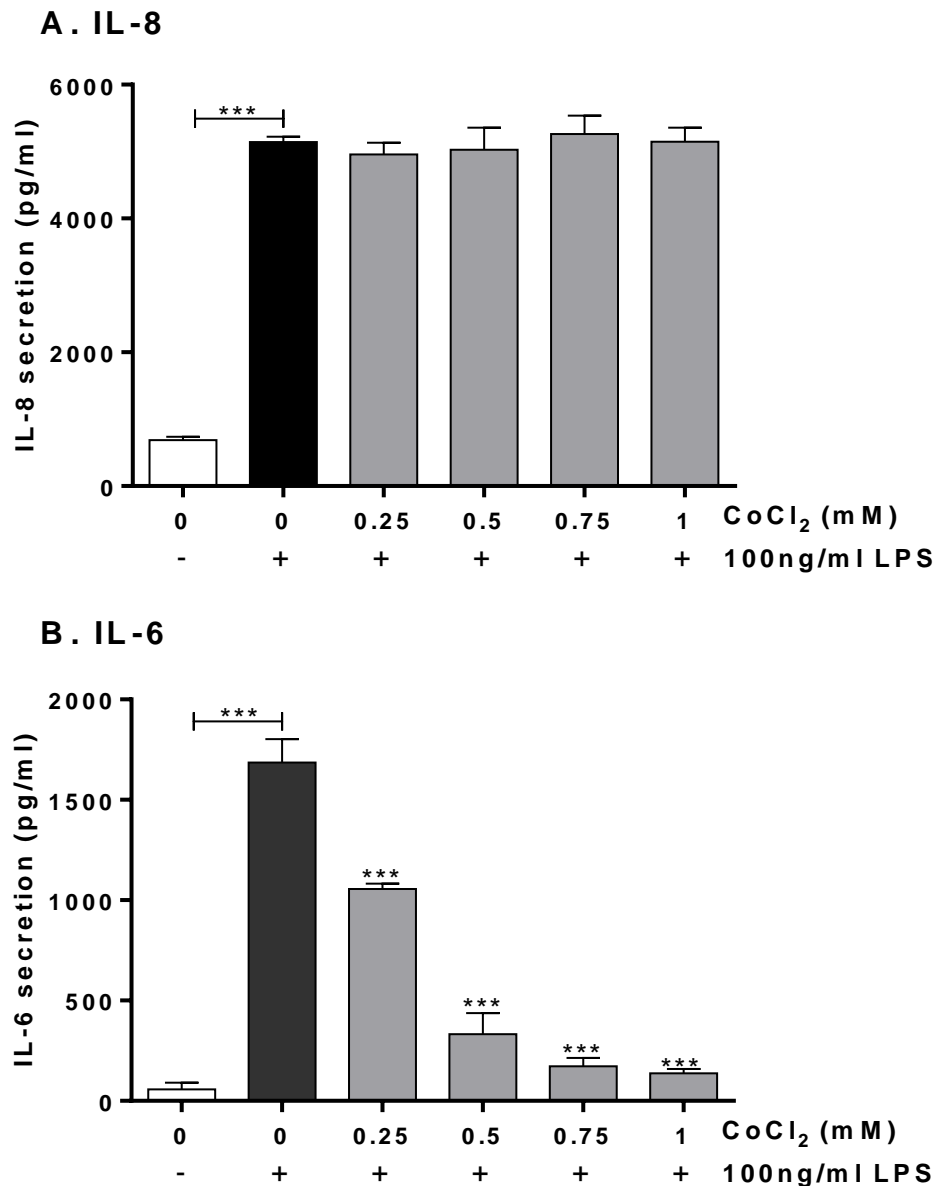 A. IL-8
IL-8 secretion (pg/ml)
6000
4000
2000
0
***
0 0 0.25 0.5 0.75 1 CoCl₂ (mM)
- + + + + + 100ng/ml LPS
B. IL-6
IL-6 secretion (pg/ml)
2000
1500
1000
500
0
***
***
***
***
***
0 0 0.25 0.5 0.75 1 CoCl₂ (mM)
- + + + + + 100ng/ml LPS